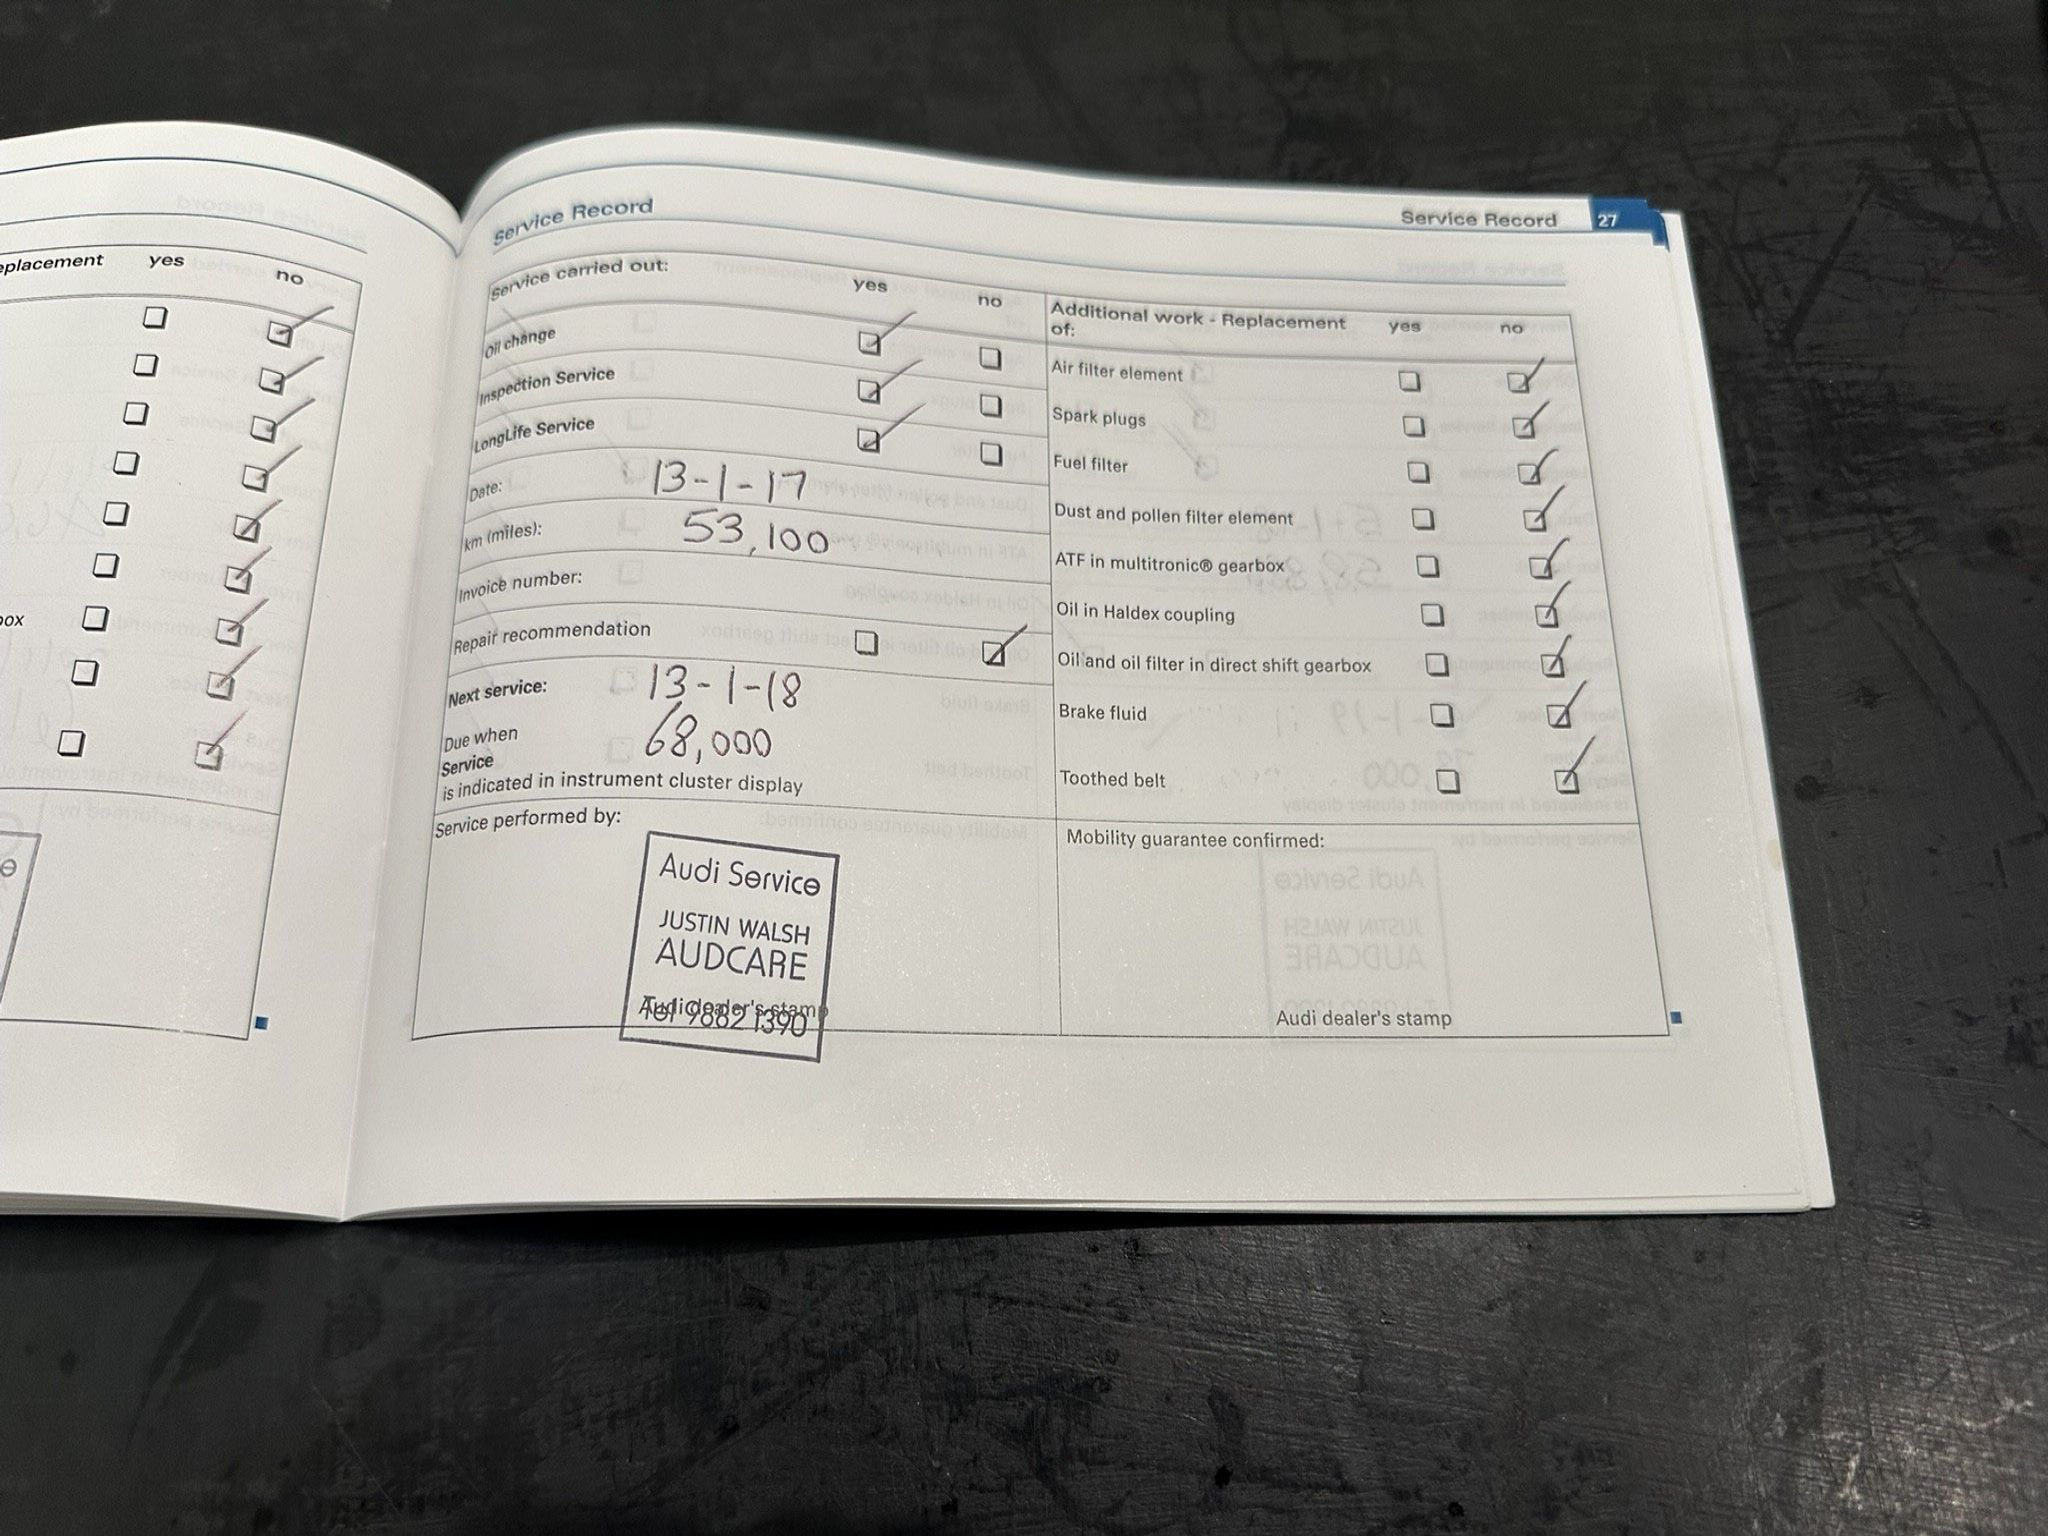 eplacement yes no
box
Service Record
Service Record 27
Service carried out: yes no
Oil change
Inspection Service
LongLife Service
Date: 13-1-17
km (miles): 53,100
Invoice number:
Repair recommendation
Next service: 13-1-18
Due when 68,000
Service
is indicated in instrument cluster display
Service performed by:
Audi Service
JUSTIN WALSH
AUDCARE
Audi dealer's stamp
Tel 9882 1390
Additional work - Replacement yes no
of:
Air filter element
Spark plugs
Fuel filter
Dust and pollen filter element
ATF in multitronic® gearbox
Oil in Haldex coupling
Oil and oil filter in direct shift gearbox
Brake fluid
Toothed belt
Mobility guarantee confirmed:
Audi dealer's stamp